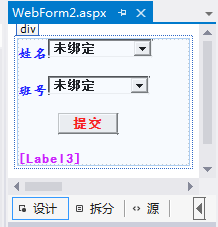 WebForm2.aspx
div
姓名 未绑定
班号 未绑定
提交
[Label3]
设计 拆分 源